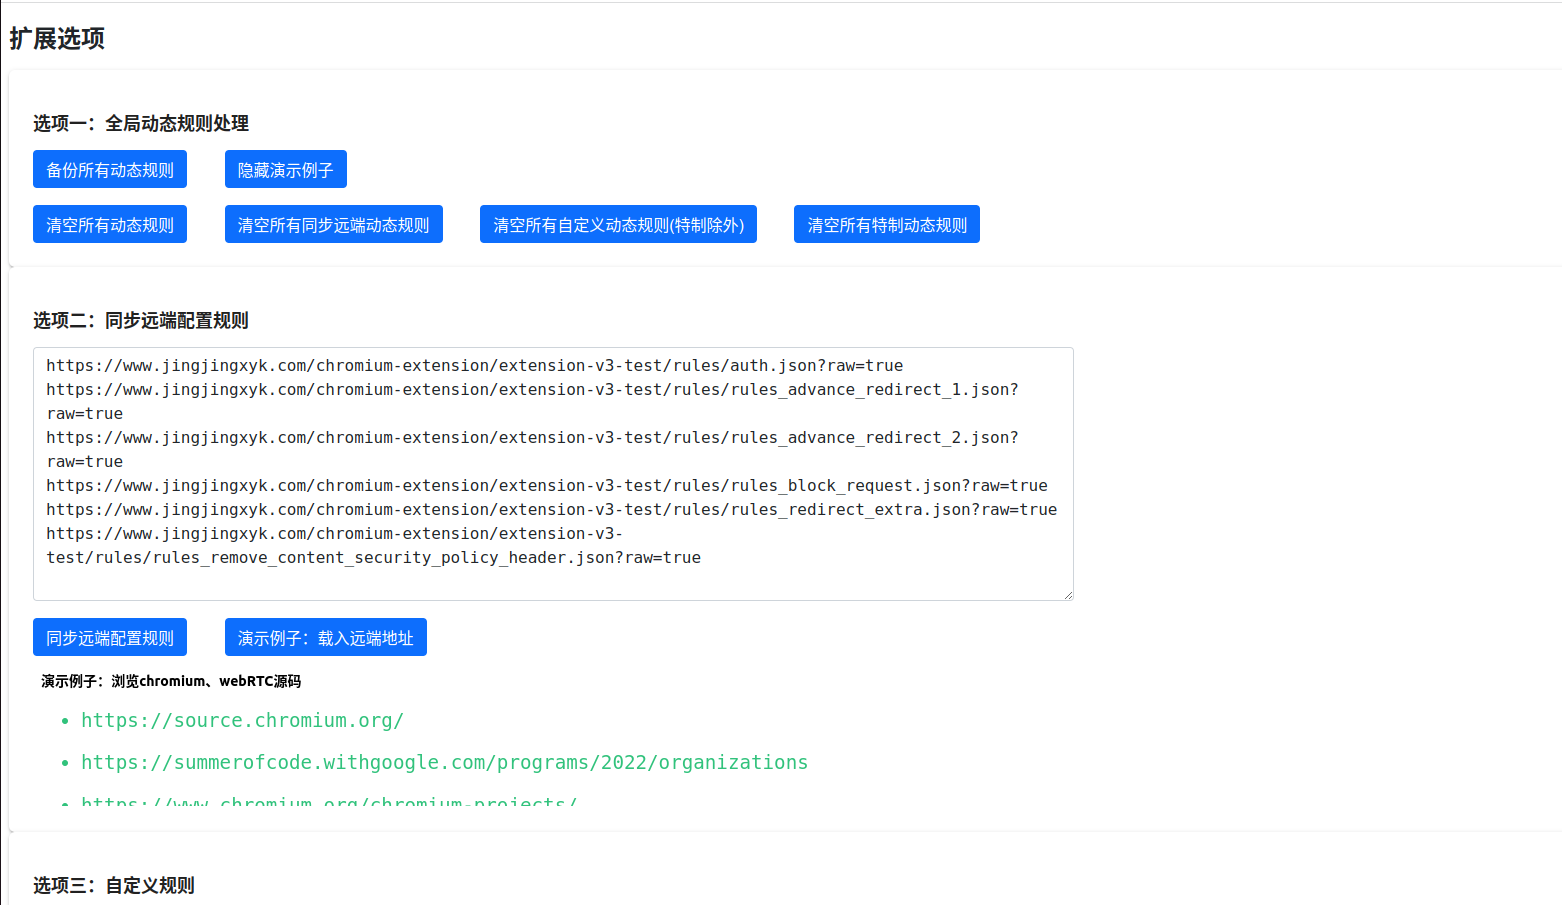 扩展选项
选项一：全局动态规则处理
备份所有动态规则 隐藏演示例子
清空所有动态规则 清空所有同步远端动态规则 清空所有自定义动态规则(特制除外) 清空所有特制动态规则
选项二：同步远端配置规则
https://www.jingjingxyk.com/chromium-extension/extension-v3-test/rules/auth.json?raw=true
https://www.jingjingxyk.com/chromium-extension/extension-v3-test/rules/rules_advance_redirect_1.json?
raw=true
https://www.jingjingxyk.com/chromium-extension/extension-v3-test/rules/rules_advance_redirect_2.json?
raw=true
https://www.jingjingxyk.com/chromium-extension/extension-v3-test/rules/rules_block_request.json?raw=true
https://www.jingjingxyk.com/chromium-extension/extension-v3-test/rules/rules_redirect_extra.json?raw=true
https://www.jingjingxyk.com/chromium-extension/extension-v3-
test/rules/rules_remove_content_security_policy_header.json?raw=true
同步远端配置规则 演示例子：载入远端地址
演示例子：浏览chromium、webRTC源码
• https://source.chromium.org/
• https://summerofcode.withgoogle.com/programs/2022/organizations
• https://www.chromium.org/chromium-projects/
选项三：自定义规则